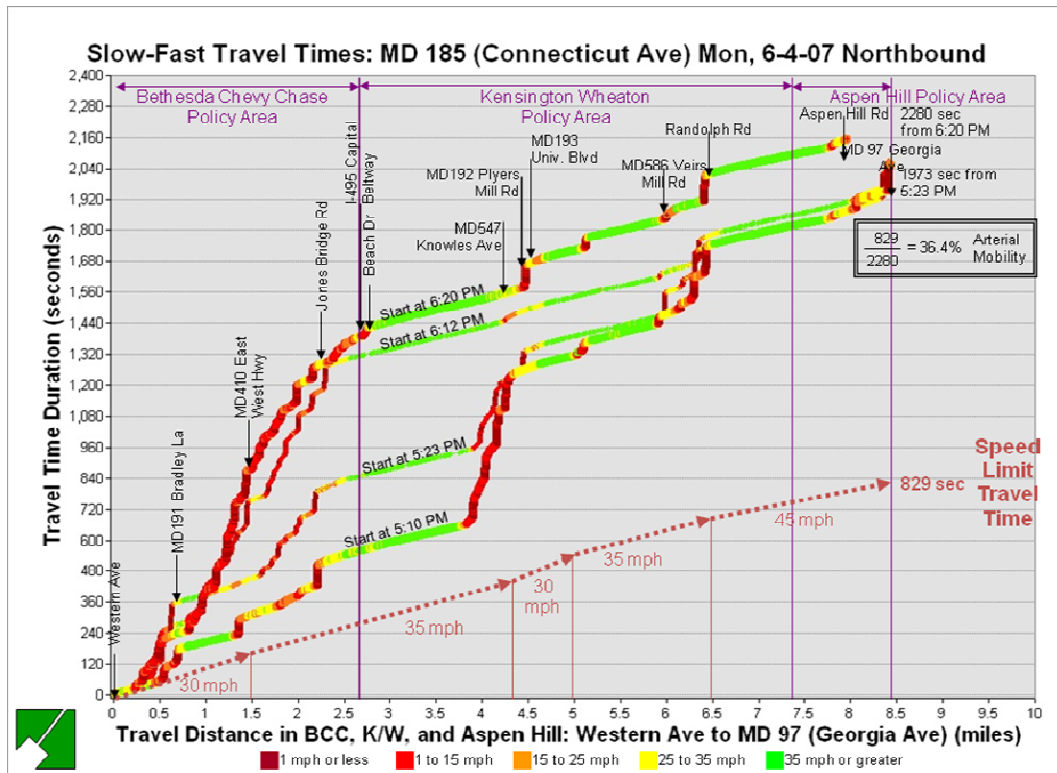 Slow-Fast Travel Times: MD 185 (Connecticut Ave) Mon, 6-4-07 Northbound
Travel Time Duration (seconds)
2,400
2,280
2,160
2,040
1,920
1,800
1,680
1,560
1,440
1,320
1,200
1,080
960
840
720
600
480
360
240
120
0
Bethesda Chevy Chase
Policy Area
Kensington Wheaton
Policy Area
Aspen Hill Policy Area
Western Ave
MD191 Bradley La
MD410 East
West Hwy
Jones Bridge Rd
I-495 Capital
Beltway
Beach Dr
MD547
Knowles Ave
MD192 Plyers
Mill Rd
MD193
Univ. Blvd
MD586 Veirs
Mill Rd
Randolph Rd
Aspen Hill Rd
2280 sec
from 6:20 PM
MD 97 Georgia
Ave
1973 sec from
5:23 PM
829
2280
= 36.4%
Arterial
Mobility
Start at 6:20 PM
Start at 6:12 PM
Start at 5:23 PM
Start at 5:10 PM
Speed
Limit
Travel
Time
829 sec
30 mph
35 mph
30
mph
35 mph
45 mph
0 0.5 1 1.5 2 2.5 3 3.5 4 4.5 5 5.5 6 6.5 7 7.5 8 8.5 9 9.5 10
Travel Distance in BCC, K/W, and Aspen Hill: Western Ave to MD 97 (Georgia Ave) (miles)
1 mph or less
1 to 15 mph
15 to 25 mph
25 to 35 mph
35 mph or greater